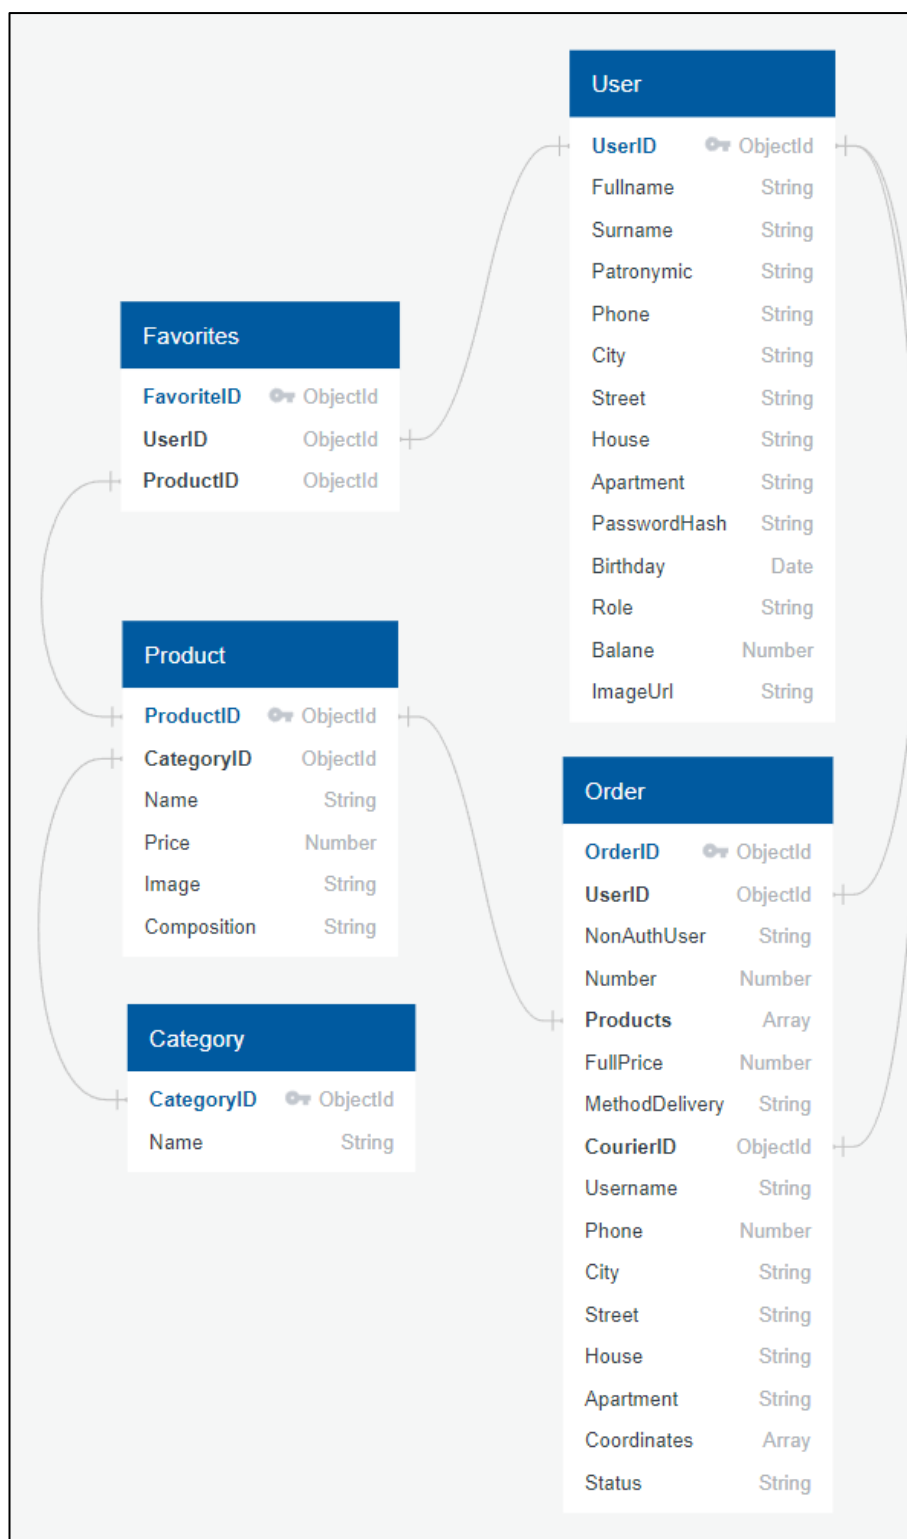 User
UserID ObjectId
Fullname String
Surname String
Patronymic String
Phone String
City String
Street String
House String
Apartment String
PasswordHash String
Birthday Date
Role String
Balane Number
ImageUrl String
Favorites
FavoriteID ObjectId
UserID ObjectId
ProductID ObjectId
Product
ProductID ObjectId
CategoryID ObjectId
Name String
Price Number
Image String
Composition String
Category
CategoryID ObjectId
Name String
Order
OrderID ObjectId
UserID ObjectId
NonAuthUser String
Number Number
Products Array
FullPrice Number
MethodDelivery String
CourierID ObjectId
Username String
Phone Number
City String
Street String
House String
Apartment String
Coordinates Array
Status String